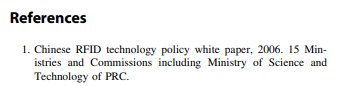 References
1. Chinese RFID technology policy white paper, 2006. 15 Min-
istries and Commissions including Ministry of Science and
Technology of PRC.